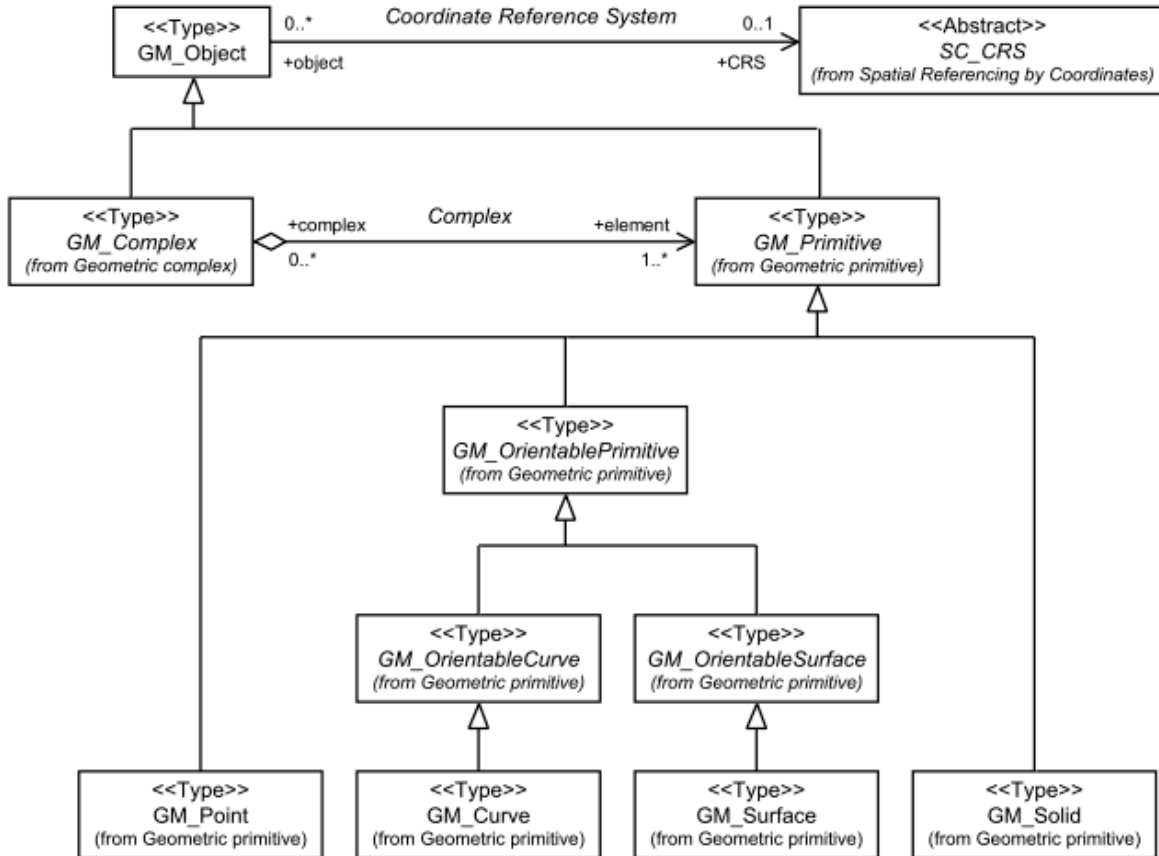 <<Type>>
GM_Object
0..*
Coordinate Reference System
0..1
+object
+CRS
<<Abstract>>
SC_CRS
(from Spatial Referencing by Coordinates)
<<Type>>
GM_Complex
(from Geometric complex)
+complex
Complex
+element
0..*
1..*
<<Type>>
GM_Primitive
(from Geometric primitive)
<<Type>>
GM_OrientablePrimitive
(from Geometric primitive)
<<Type>>
GM_OrientableCurve
(from Geometric primitive)
<<Type>>
GM_OrientableSurface
(from Geometric primitive)
<<Type>>
GM_Point
(from Geometric primitive)
<<Type>>
GM_Curve
(from Geometric primitive)
<<Type>>
GM_Surface
(from Geometric primitive)
<<Type>>
GM_Solid
(from Geometric primitive)